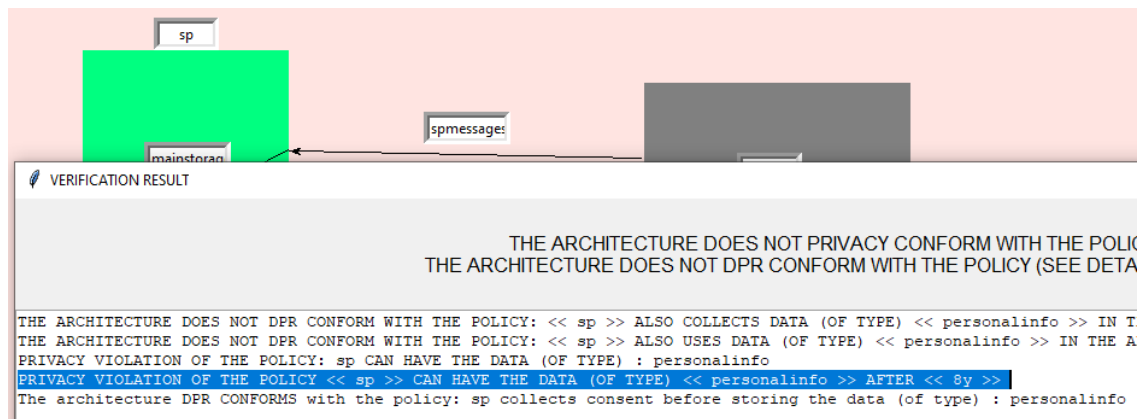 sp
spmessages
mainstorag
VERIFICATION RESULT
THE ARCHITECTURE DOES NOT PRIVACY CONFORM WITH THE POLIC
THE ARCHITECTURE DOES NOT DPR CONFORM WITH THE POLICY (SEE DETA
THE ARCHITECTURE DOES NOT DPR CONFORM WITH THE POLICY: << sp >> ALSO COLLECTS DATA (OF TYPE) << personalinfo >> IN T
THE ARCHITECTURE DOES NOT DPR CONFORM WITH THE POLICY: << sp >> ALSO USES DATA (OF TYPE) << personalinfo >> IN THE A
PRIVACY VIOLATION OF THE POLICY: sp CAN HAVE THE DATA (OF TYPE) : personalinfo
PRIVACY VIOLATION OF THE POLICY << sp >> CAN HAVE THE DATA (OF TYPE) << personalinfo >> AFTER << 8y >>
The architecture DPR CONFORMS with the policy: sp collects consent before storing the data (of type) : personalinfo